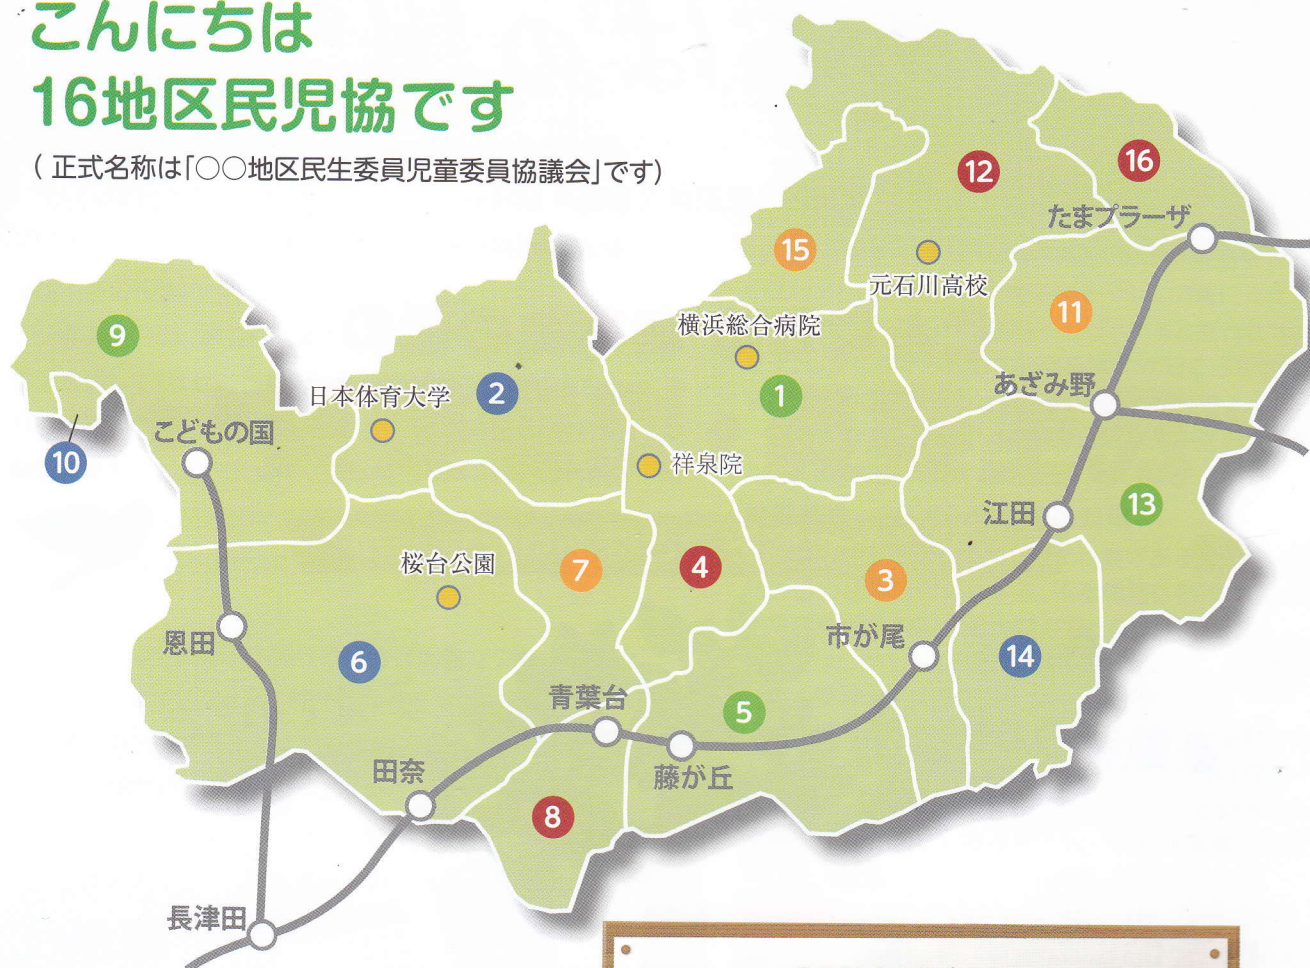 こんにちは
16地区民児協です
( 正式名称は｢○○地区民生委員児童委員協議会｣です)
12
16
たまプラーザ
15
元石川高校
11
横浜総合病院
9
1
あざみ野
日本体育大学
2
こどもの国
10
祥泉院
江田
13
桜台公園
7
4
3
恩田
6
市が尾
14
青葉台
5
田奈
藤が丘
8
長津田